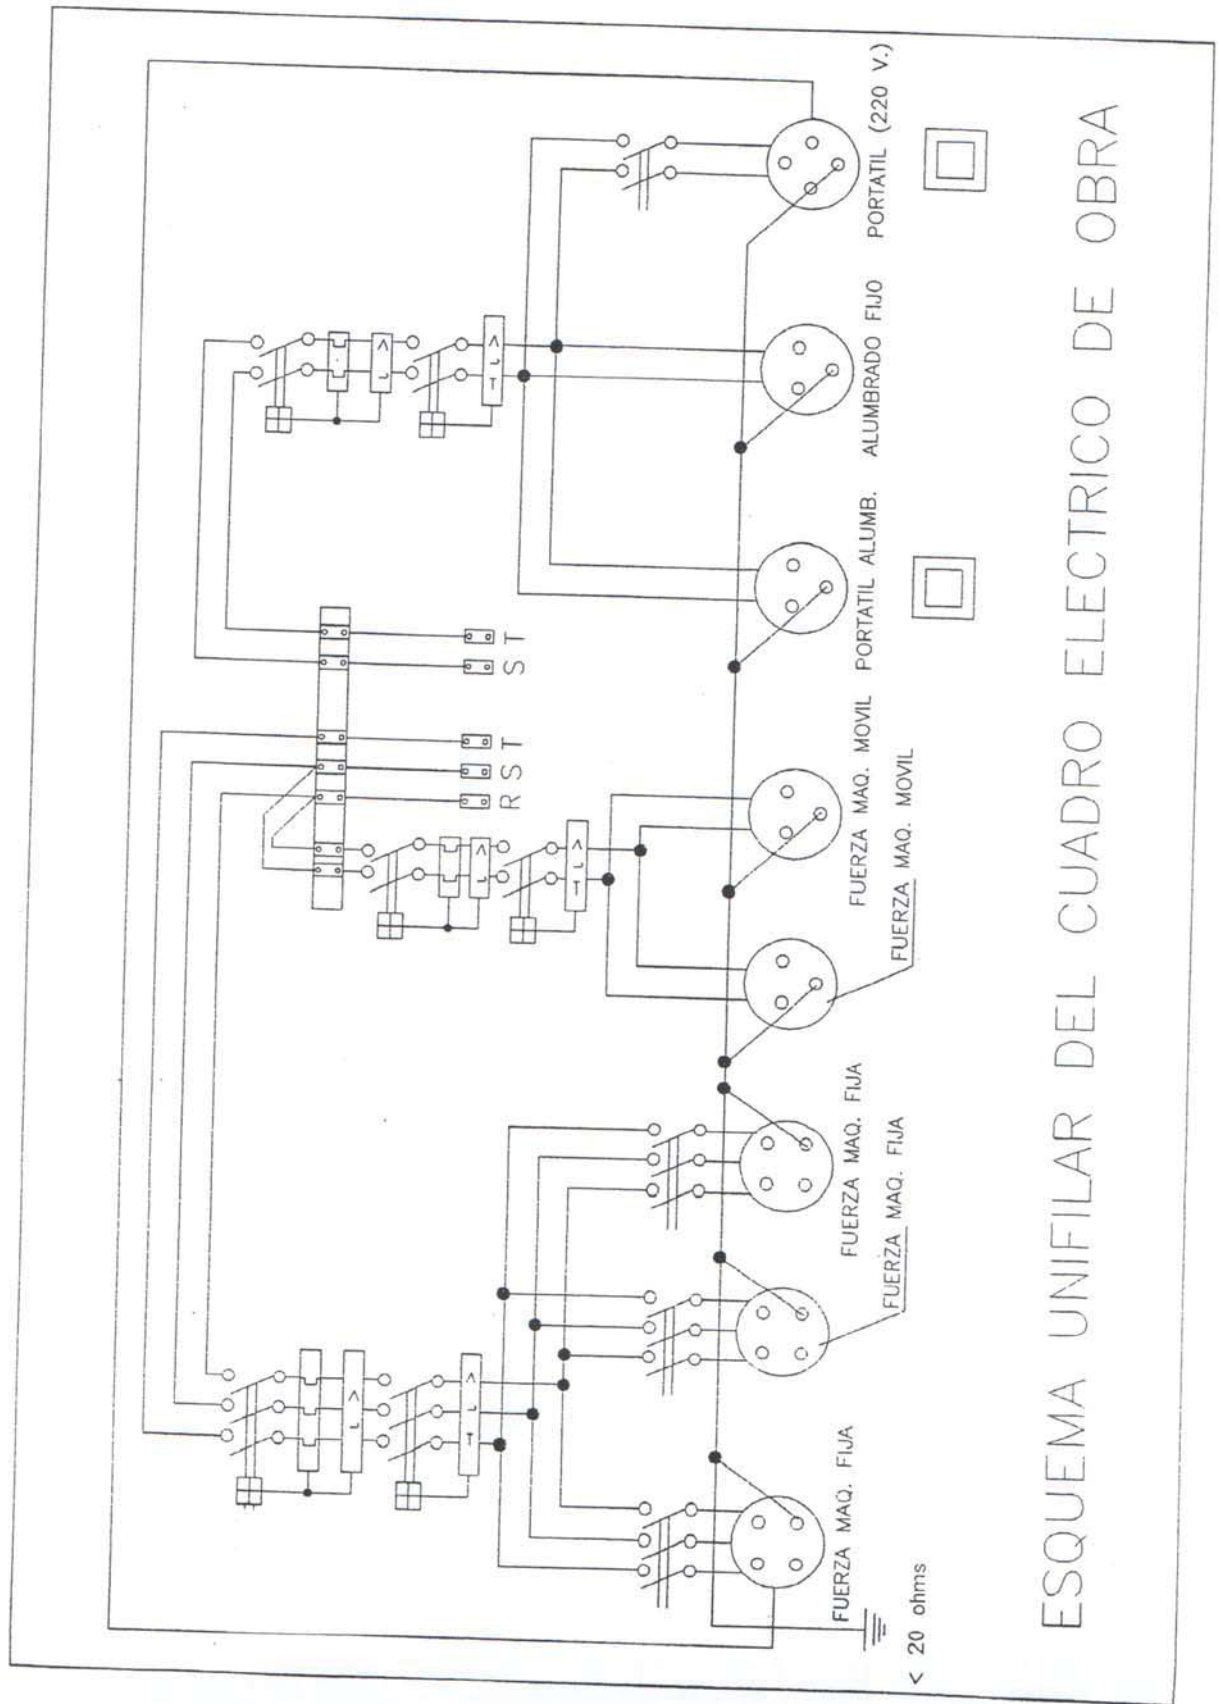 R S T S T
FUERZA MAQ. FIJA
FUERZA MAQ. FIJA
FUERZA MAQ. MOVIL
PORTATIL ALUMB.
ALUMBRADO FIJO
PORTATIL (220 V.)
FUERZA MAQ. FIJA
FUERZA MAQ. MOVIL
< 20 ohms
ESQUEMA UNIFILAR DEL CUADRO ELECTRICO DE OBRA